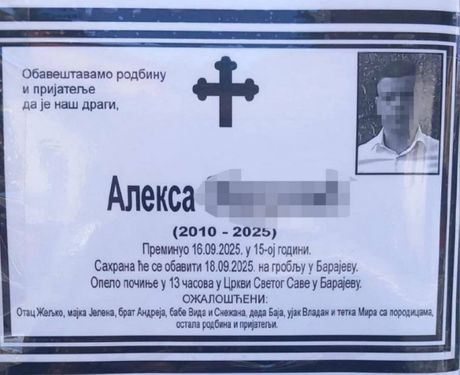 Обавештавамо родбину
и пријатеље
да је наш драги,
Алекса
(2010 - 2025)
Преминуо 16.09.2025. у 15-ој години.
Сахрана ће се обавити 18.09.2025. на гробљу у Барајеву.
Опело почиње у 13 часова у Цркви Светог Саве у Барајеву.
ОЖАЛОШЋЕНИ:
Отац Жељко, мајка Јелена, брат Андреја, бабе Вида и Снежана, деда Баја, ујак Владан и тетка Мира са породицама,
остала родбина и пријатељи.